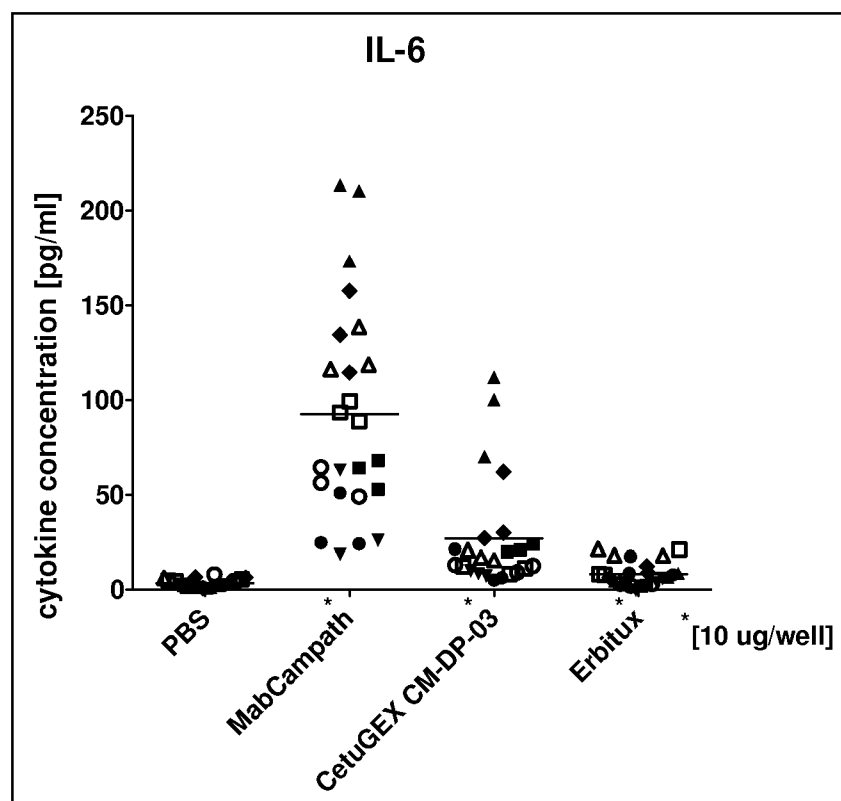 IL-6
cytokine concentration [pg/ml]
250
200
150
100
50
0
PBS
MabCampath *
CetuGEX CM-DP-03 *
Erbitux *
*[10 ug/well]